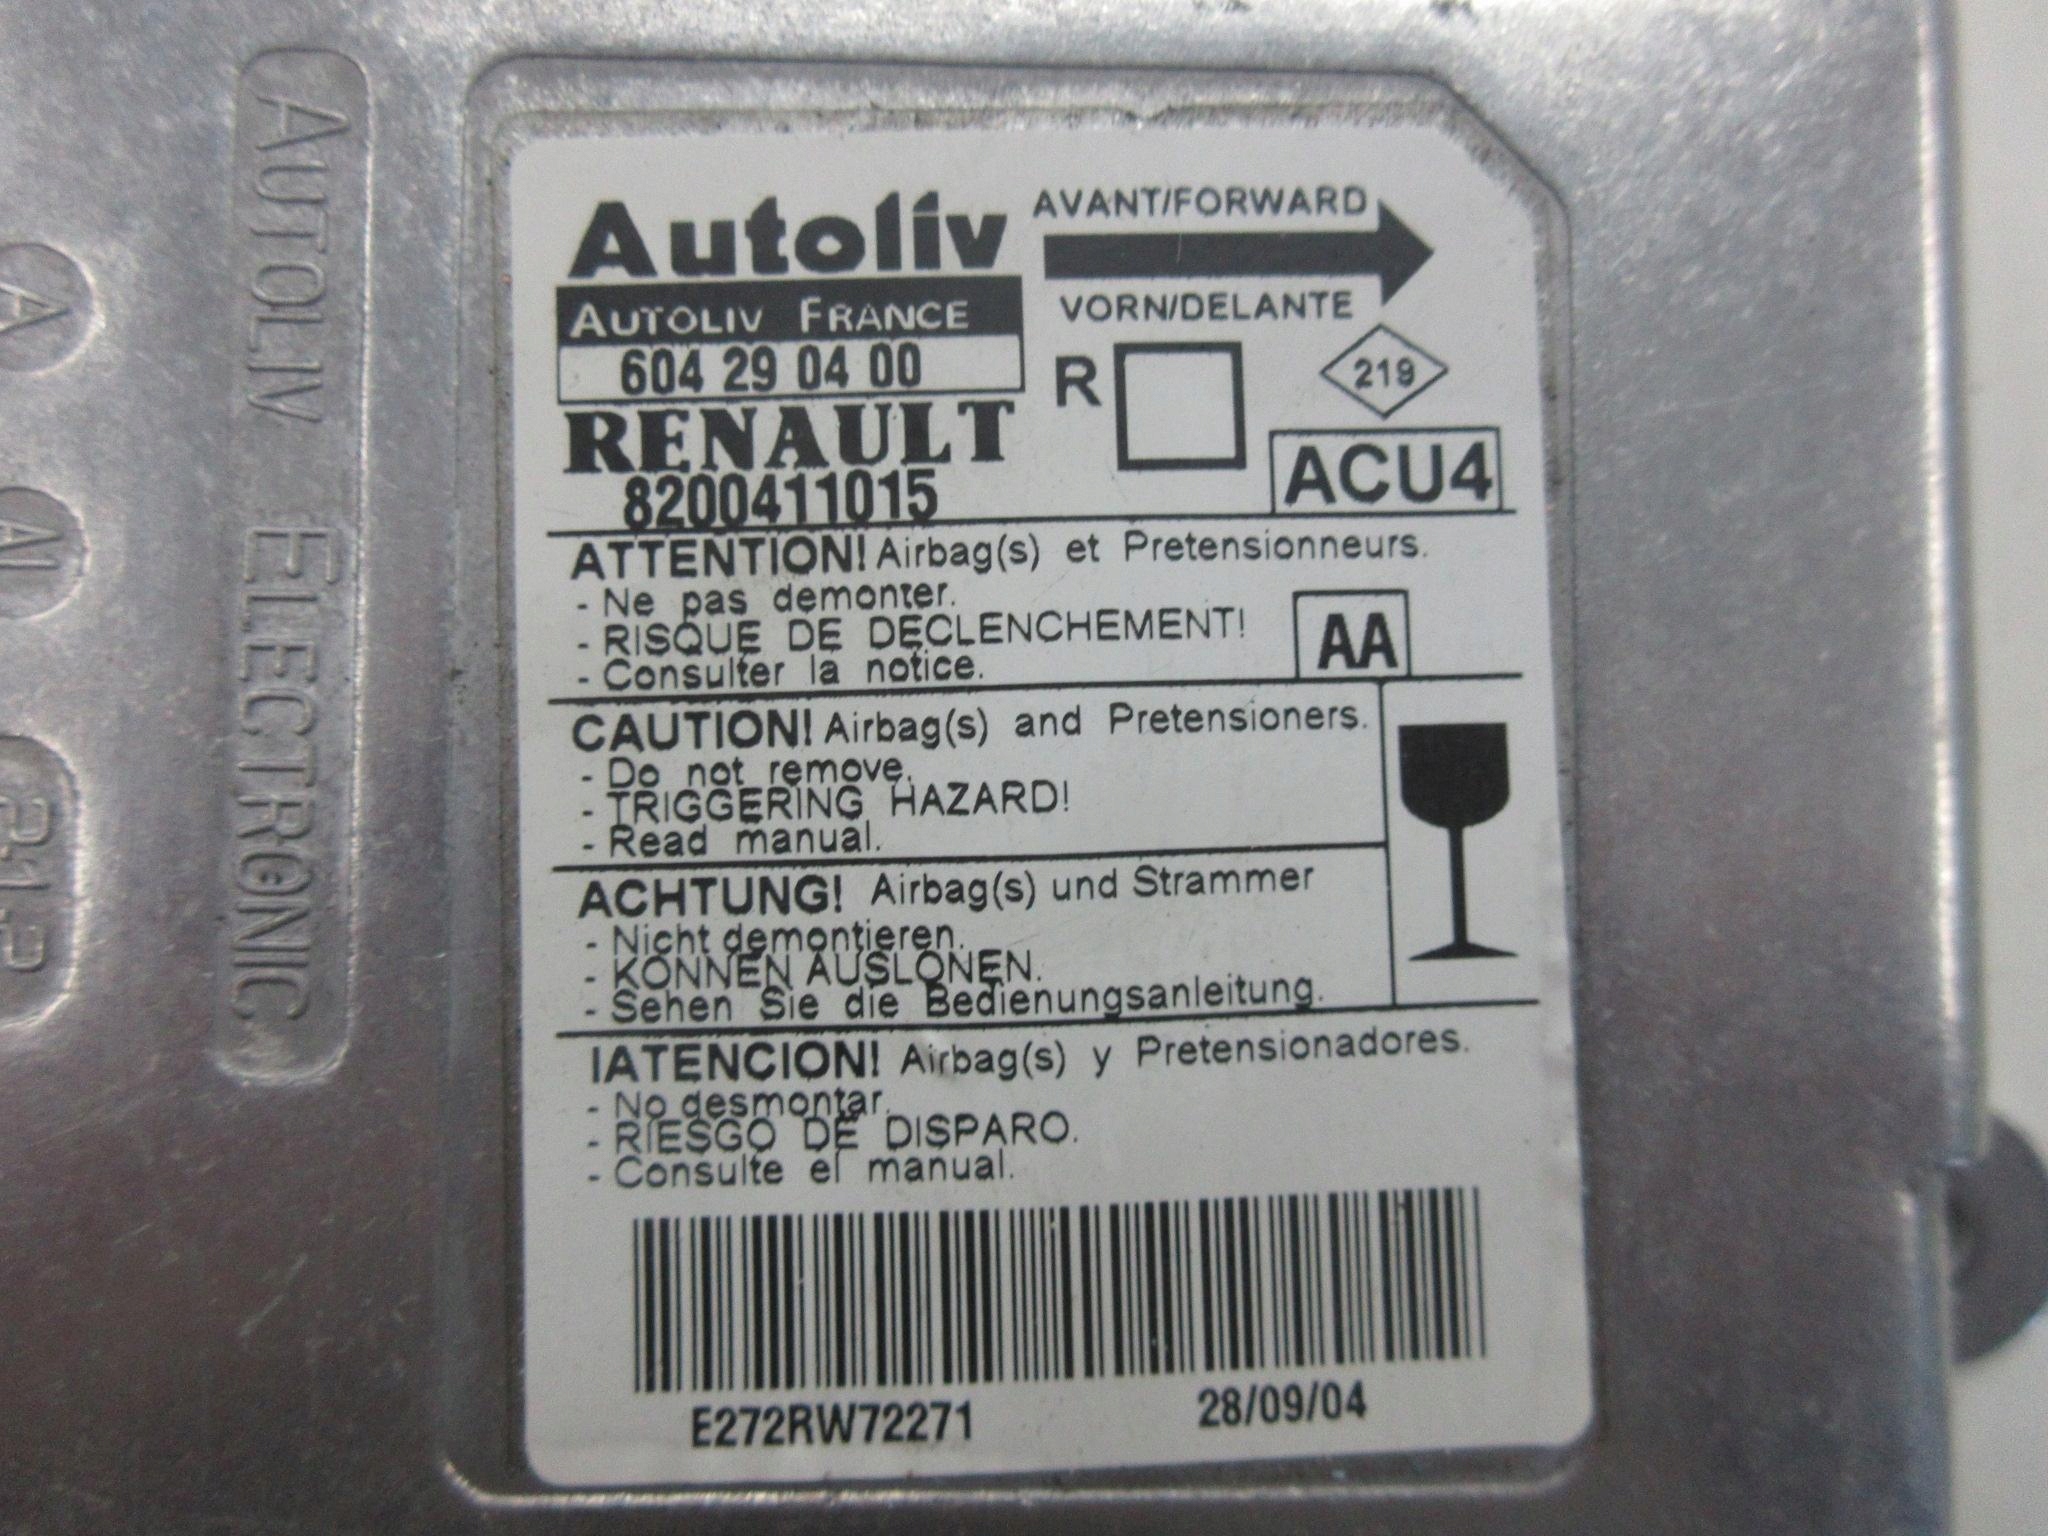 Autoliv
AVANT/FORWARD
AUTOLIV FRANCE
VORN/DELANTE
604 29 04 00
R
219
RENAULT
ACU4
8200411015
ATTENTION! Airbag(s) et Pretensionneurs.
- Ne pas demonter.
- RISQUE DE DECLENCHEMENT!
- Consulter la notice.
AA
CAUTION! Airbag(s) and Pretensioners.
- Do not remove.
- TRIGGERING HAZARD!
- Read manual.
ACHTUNG! Airbag(s) und Strammer
- Nicht demontieren.
- KONNEN AUSLONEN.
- Sehen Sie die Bedienungsanleitung.
IATENCION! Airbag(s) y Pretensionadores.
- No desmontar.
- RIESGO DE DISPARO.
- Consulte el manual.
E272RW72271
28/09/04
AUTOLIV ELECTRONIC
A